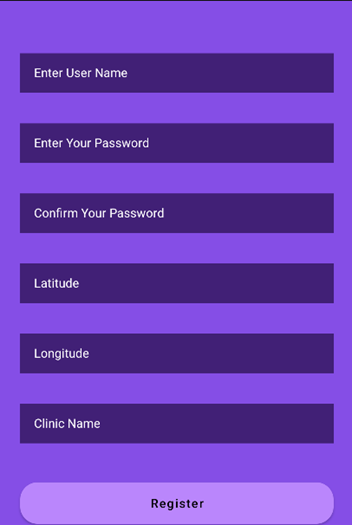 Enter User Name
Enter Your Password
Confirm Your Password
Latitude
Longitude
Clinic Name
Register